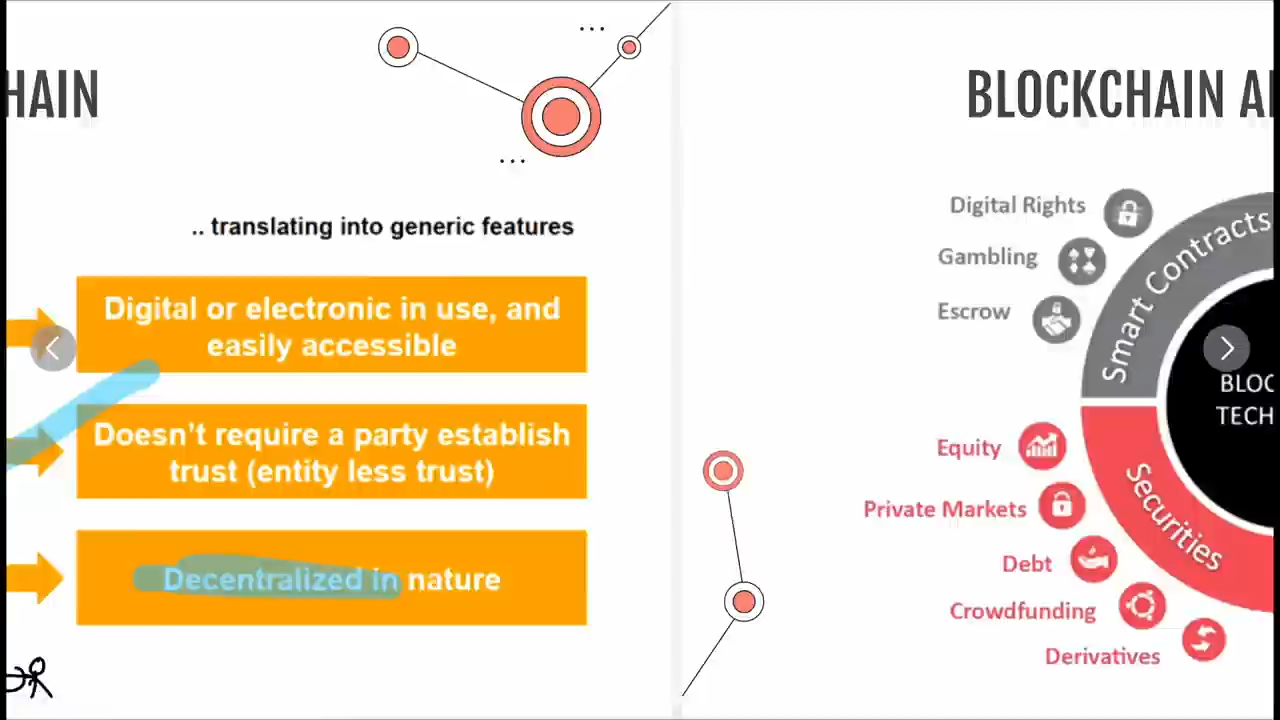 HAIN
.. translating into generic features
Digital or electronic in use, and
easily accessible
Doesn't require a party establish
trust (entity less trust)
Decentralized in nature
BLOCKCHAIN
Digital Rights
Gambling
Escrow
Smart Contracts
BLOC
TECH
Equity
Private Markets
Debt
Crowdfunding
Derivatives
Securities